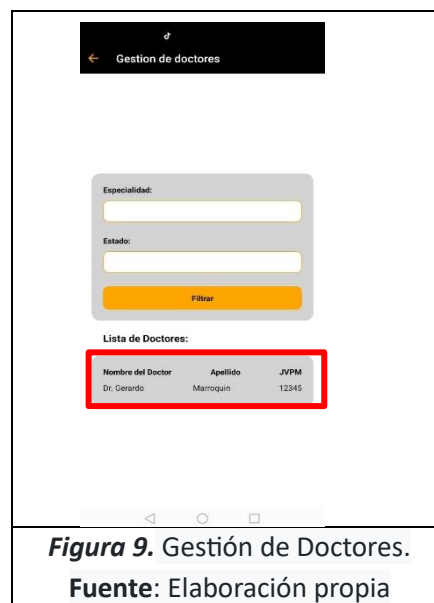 Gestion de doctores
Especialidad:
Estado:
Filtrar
Lista de Doctores:
Nombre del Doctor Apellido JVPM
Dr. Gerardo Marroquin 12345
Figura 9. Gestión de Doctores.
Fuente: Elaboración propia